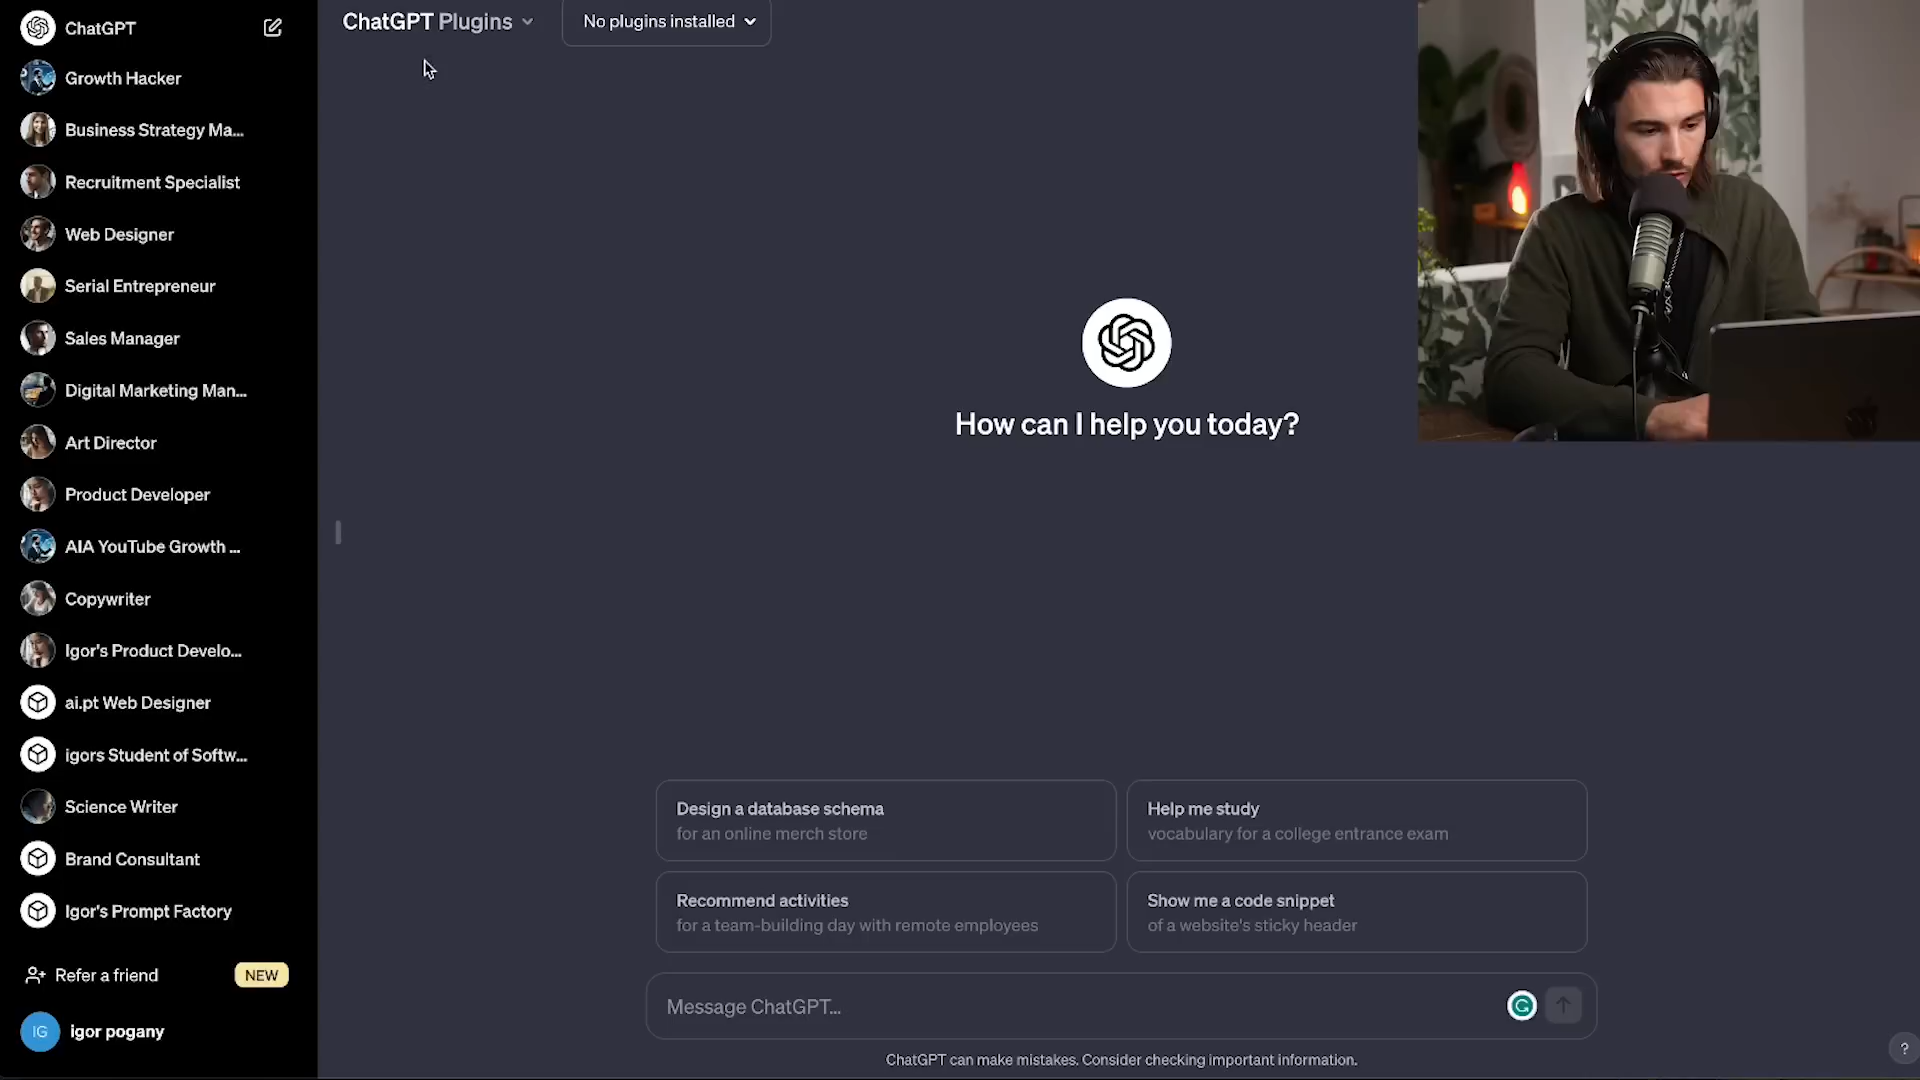 ChatGPT
Growth Hacker
Business Strategy Ma...
Recruitment Specialist
Web Designer
Serial Entrepreneur
Sales Manager
Digital Marketing Man...
Art Director
Product Developer
AIA YouTube Growth ...
Copywriter
Igor's Product Develo...
ai.pt Web Designer
igors Student of Softw...
Science Writer
Brand Consultant
Igor's Prompt Factory
Refer a friend NEW
IG igor pogany
ChatGPT Plugins
No plugins installed
How can I help you today?
Design a database schema
for an online merch store
Help me study
vocabulary for a college entrance exam
Recommend activities
for a team-building day with remote employees
Show me a code snippet
of a website's sticky header
Message ChatGPT...
ChatGPT can make mistakes. Consider checking important information.
?